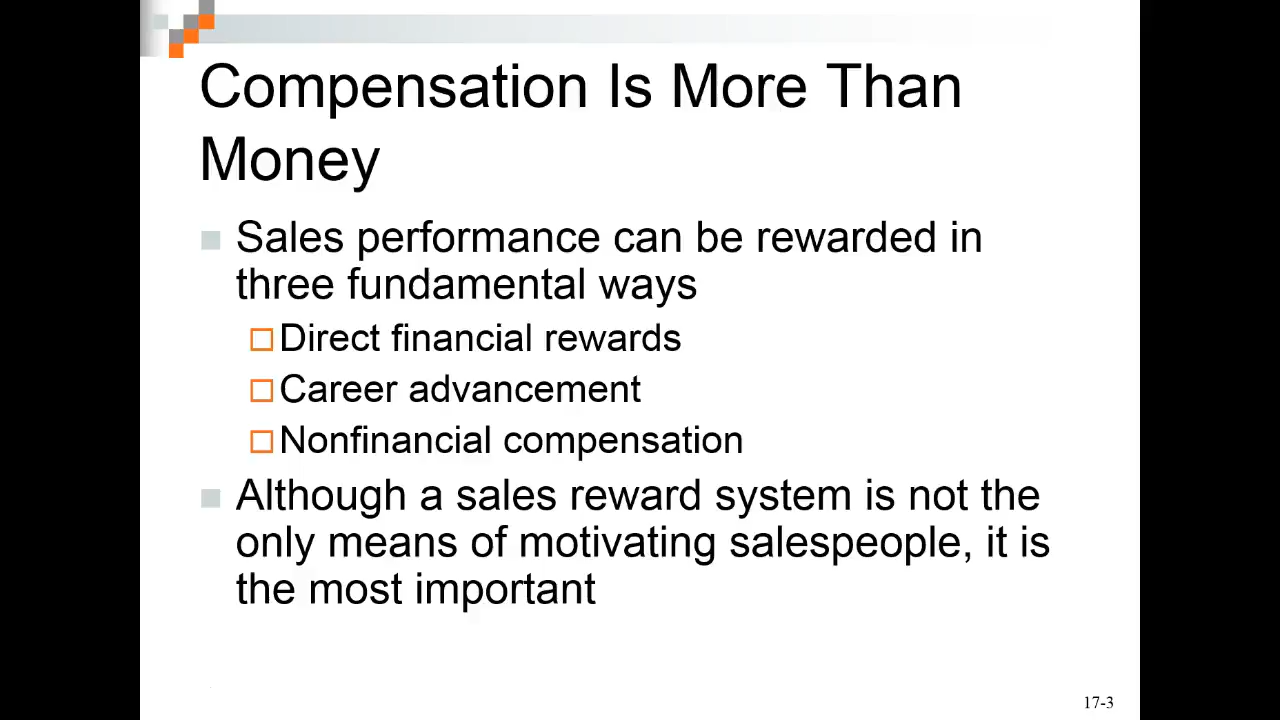 Compensation Is More Than
Money
Sales performance can be rewarded in
three fundamental ways
Direct financial rewards
Career advancement
Nonfinancial compensation
Although a sales reward system is not the
only means of motivating salespeople, it is
the most important
17-3